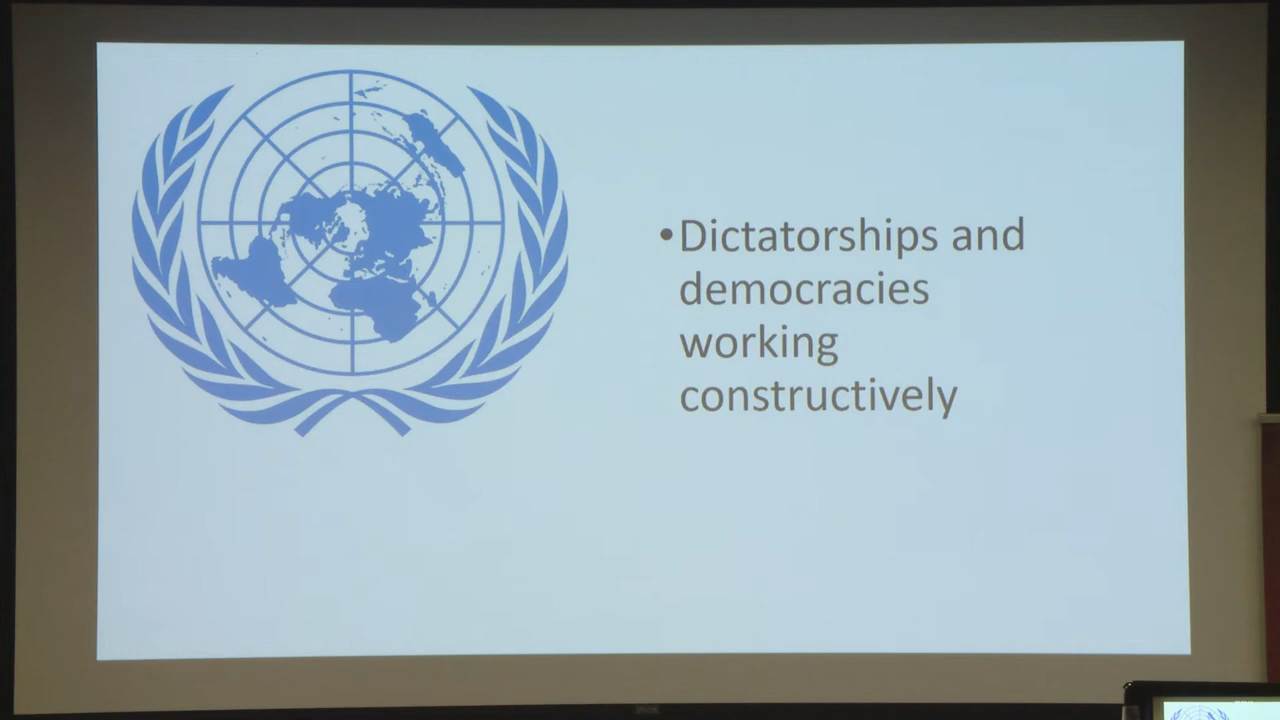 •Dictatorships and
democracies
working
constructively